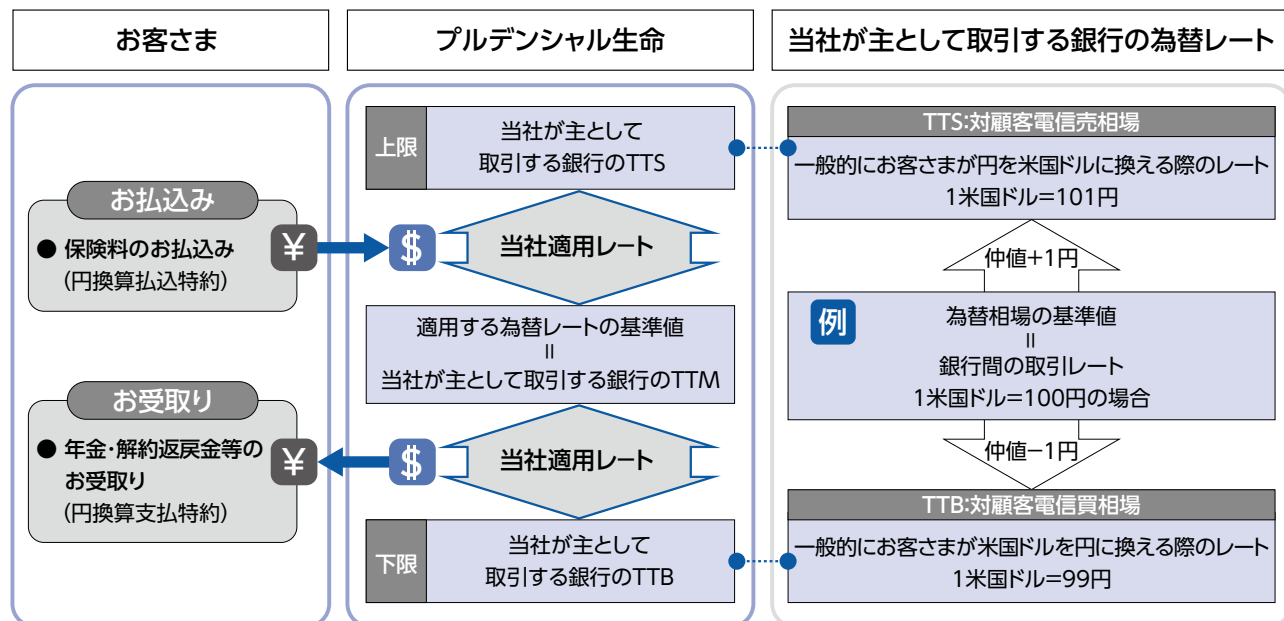 お客さま
お払込み
● 保険料のお払込み
(円換算払込特約)
¥
お受取り
● 年金・解約返戻金等の
お受取り
(円換算支払特約)
¥
プルデンシャル生命
上限
当社が主として
取引する銀行のTTS
$
当社適用レート
適用する為替レートの基準値
=
当社が主として取引する銀行のTTM
$
当社適用レート
下限
当社が主として
取引する銀行のTTB
当社が主として取引する銀行の為替レート
TTS:対顧客電信売相場
一般的にお客さまが円を米国ドルに換える際のレート
1米国ドル=101円
仲値+1円
例
為替相場の基準値
=
銀行間の取引レート
1米国ドル=100円の場合
仲値−1円
TTB:対顧客電信買相場
一般的にお客さまが米国ドルを円に換える際のレート
1米国ドル=99円